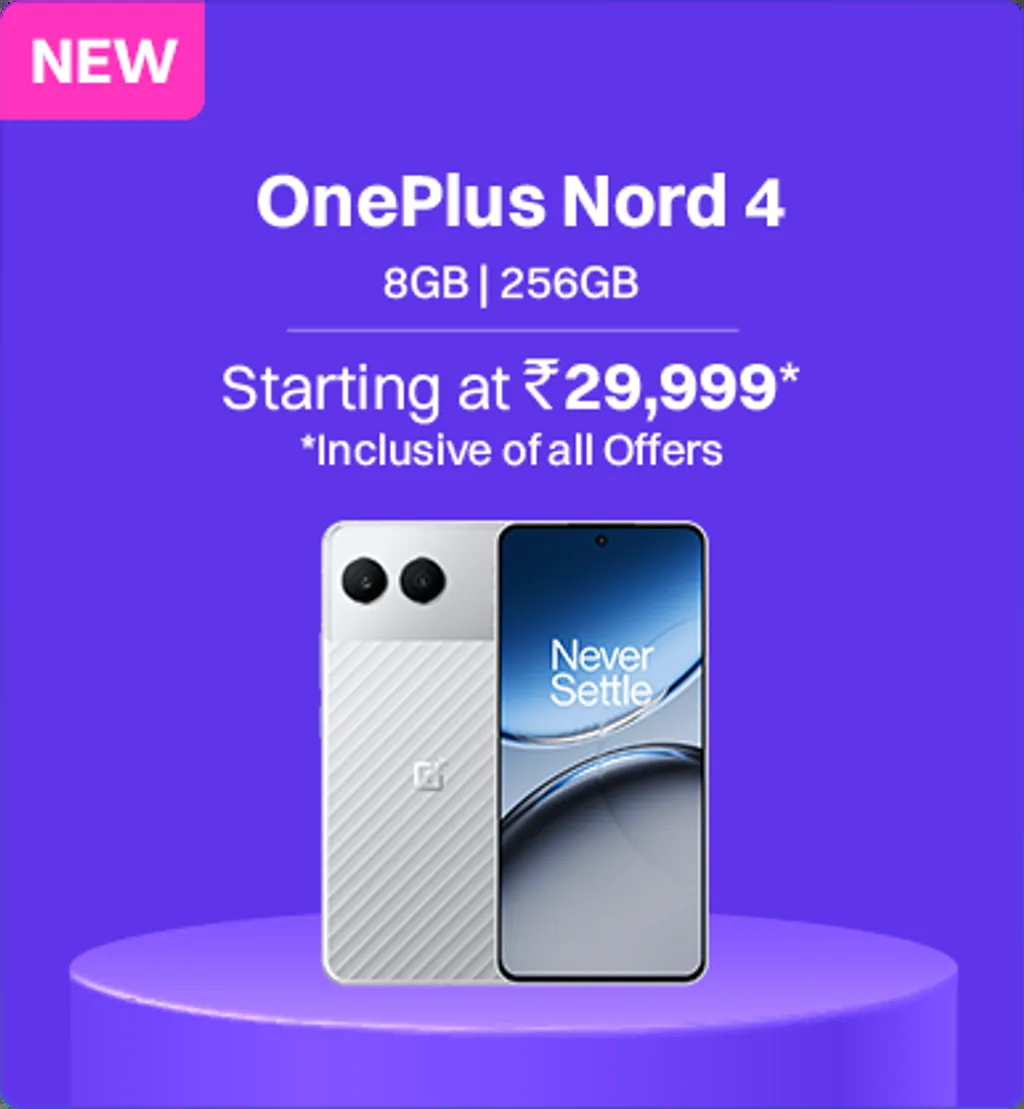 NEW
OnePlus Nord 4
8GB | 256GB
Starting at ₹29,999*
*Inclusive of all Offers
Never
Settle